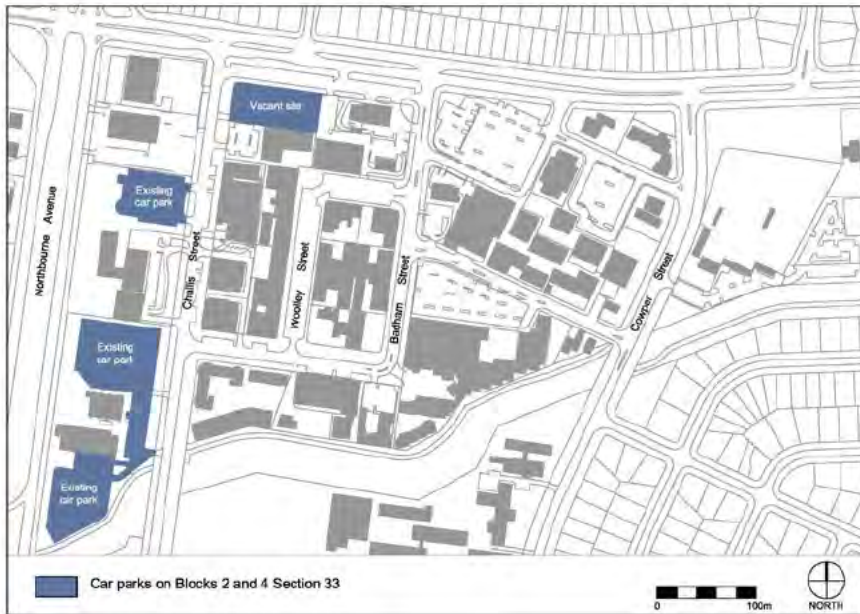 Vacant site
Existing
car park
Northbourne Avenue
Challis Street
Woolley Street
Badham Street
Cowper Street
Existing
car park
Existing
car park
Car parks on Blocks 2 and 4 Section 33
0 100m
NORTH